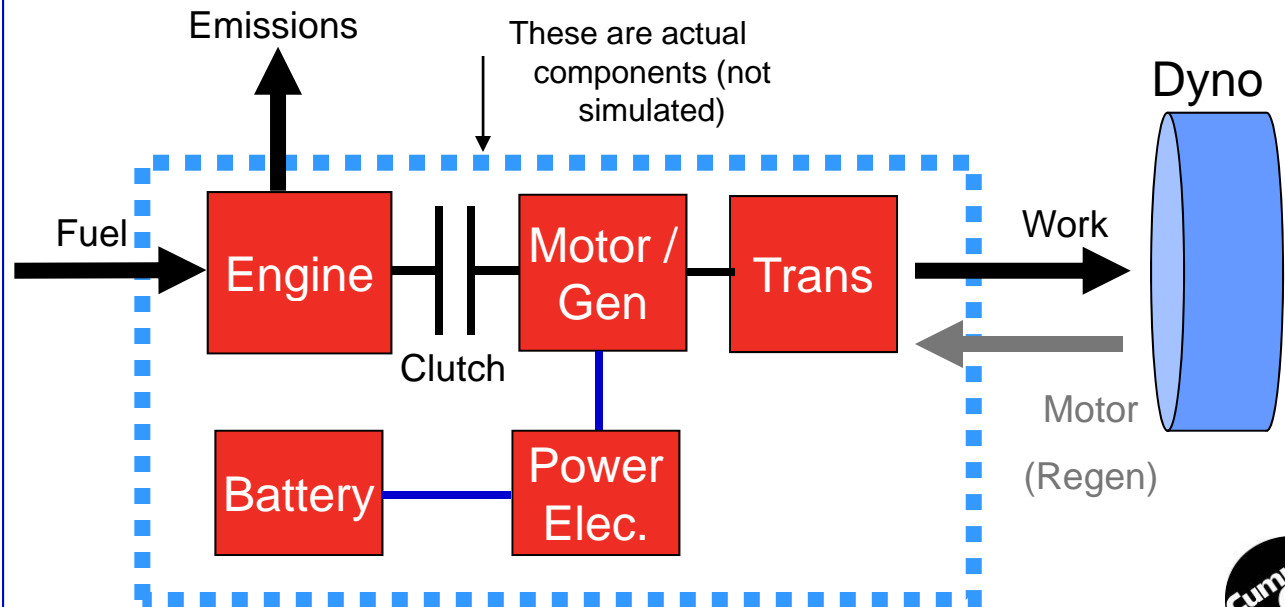 Emissions
These are actual
components (not
simulated)
Dyno
Fuel
Engine
Clutch
Motor /
Gen
Trans
Work
Motor
(Regen)
Battery
Power
Elec.